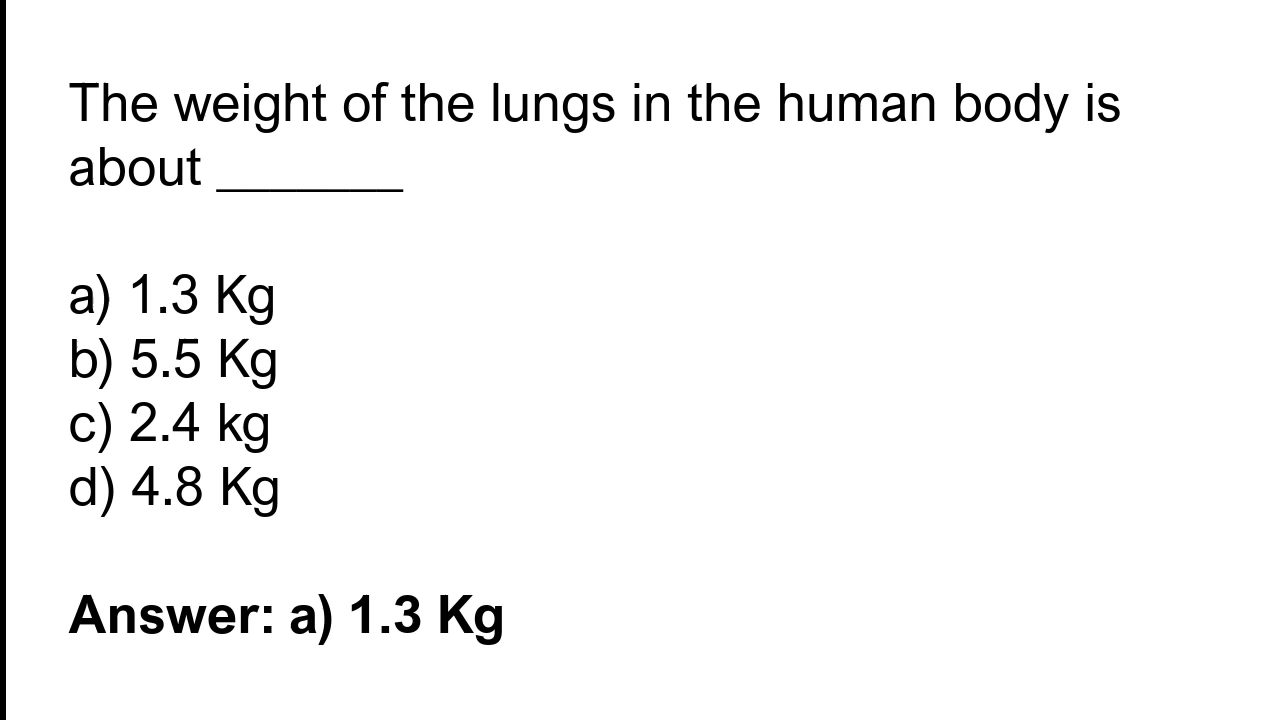 The weight of the lungs in the human body is
about _______
a) 1.3 Kg
b) 5.5 Kg
c) 2.4 kg
d) 4.8 Kg
Answer: a) 1.3 Kg